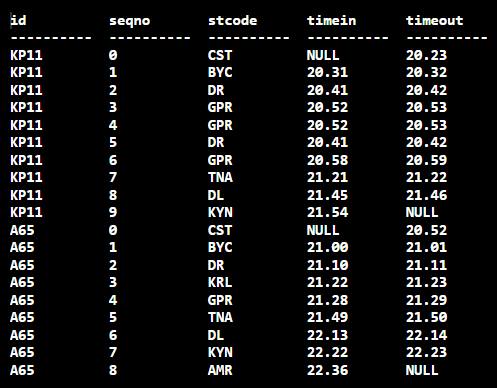 id          seqno       stcode      timein      timeout
----------  ----------  ----------  ----------  ----------
KP11        0           CST         NULL        20.23
KP11        1           BYC         20.31       20.32
KP11        2           DR          20.41       20.42
KP11        3           GPR         20.52       20.53
KP11        4           GPR         20.52       20.53
KP11        5           DR          20.41       20.42
KP11        6           GPR         20.58       20.59
KP11        7           TNA         21.21       21.22
KP11        8           DL          21.45       21.46
KP11        9           KYN         21.54       NULL
A65         0           CST         NULL        20.52
A65         1           BYC         21.00       21.01
A65         2           DR          21.10       21.11
A65         3           KRL         21.22       21.23
A65         4           GPR         21.28       21.29
A65         5           TNA         21.49       21.50
A65         6           DL          22.13       22.14
A65         7           KYN         22.22       22.23
A65         8           AMR         22.36       NULL